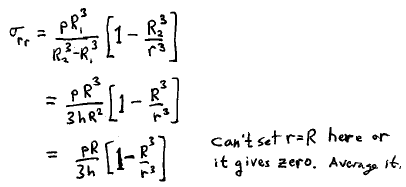 σ_rr = pR₁³/(R₂³-R₁³) [1 - R₂³/r³]
= pR³/(3hR²) [1 - R³/r³]
= pR/(3h) [1 - R³/r³]
can't set r=R here or
it gives zero. Average it.